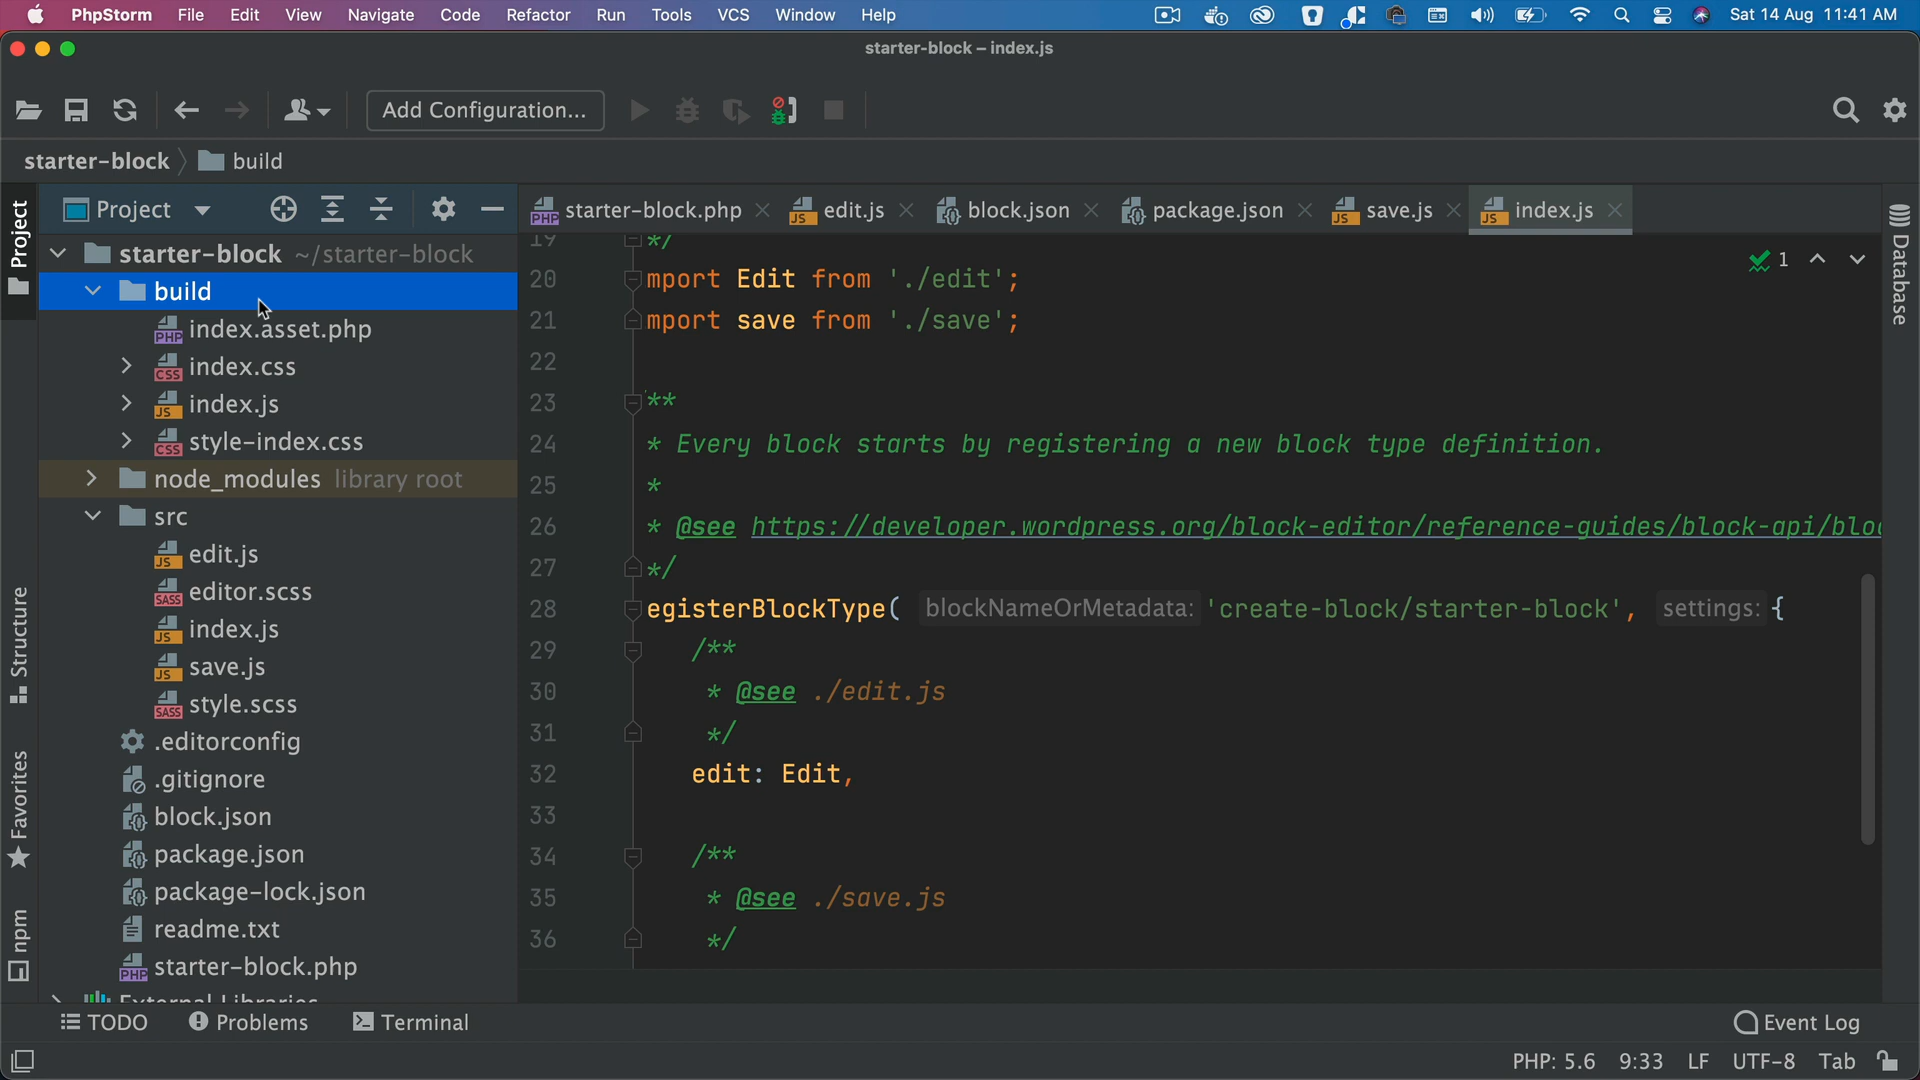 PhpStorm File Edit View Navigate Code Refactor Run Tools VCS Window Help Sat 14 Aug 11:41 AM
starter-block – index.js
Add Configuration...
starter-block build
Project
Project
starter-block ~/starter-block
build
index.asset.php
index.css
index.js
style-index.css
node_modules library root
src
edit.js
editor.scss
index.js
save.js
style.scss
.editorconfig
.gitignore
block.json
package.json
package-lock.json
readme.txt
starter-block.php
External Libraries
Structure
Favorites
npm
starter-block.php edit.js block.json package.json save.js index.js
1
Database
19 */
20 mport Edit from './edit';
21 mport save from './save';
22
23 **
24 * Every block starts by registering a new block type definition.
25 *
26 * @see https://developer.wordpress.org/block-editor/reference-guides/block-api/bloc
27 */
28 egisterBlockType( blockNameOrMetadata: 'create-block/starter-block', settings: {
29 /**
30 * @see ./edit.js
31 */
32 edit: Edit,
33
34 /**
35 * @see ./save.js
36 */
TODO Problems Terminal Event Log
PHP: 5.6 9:33 LF UTF-8 Tab